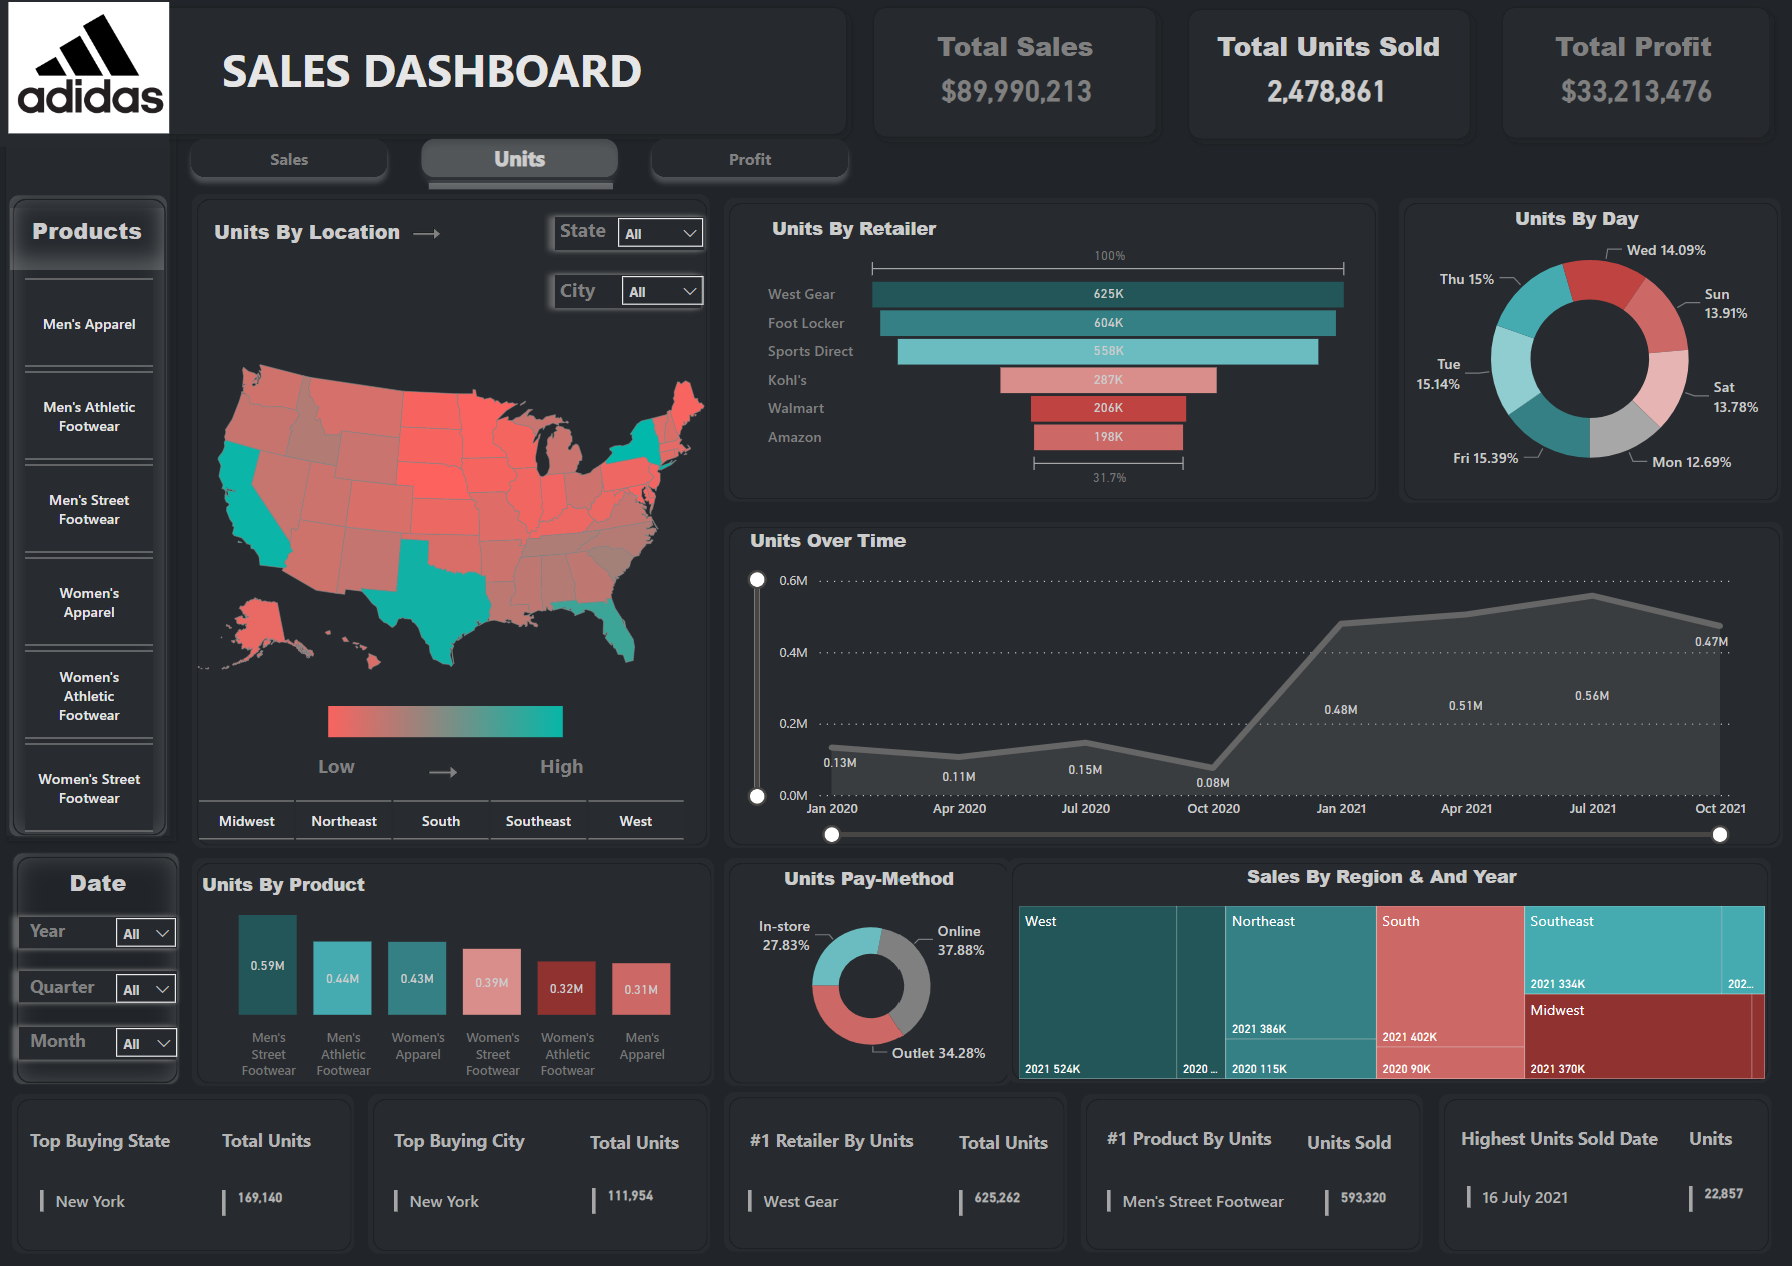 adidas
SALES DASHBOARD
Total Sales
$89,990,213
Total Units Sold
2,478,861
Total Profit
$33,213,476
Sales
Units
Profit
Products
Men's Apparel
Men's Athletic
Footwear
Men's Street
Footwear
Women's
Apparel
Women's
Athletic
Footwear
Women's Street
Footwear
Date
Year
All
Quarter
All
Month
All
Units By Location
State
All
City
All
Low
High
Midwest
Northeast
South
Southeast
West
Units By Retailer
100%
West Gear
625K
Foot Locker
604K
Sports Direct
558K
Kohl's
287K
Walmart
206K
Amazon
198K
31.7%
Units By Day
Wed 14.09%
Sun
13.91%
Sat
13.78%
Mon 12.69%
Fri 15.39%
Tue
15.14%
Thu 15%
Units Over Time
0.6M
0.4M
0.2M
0.0M
0.13M
0.11M
0.15M
0.08M
0.48M
0.51M
0.56M
0.47M
Jan 2020
Apr 2020
Jul 2020
Oct 2020
Jan 2021
Apr 2021
Jul 2021
Oct 2021
Units By Product
0.59M
0.44M
0.43M
0.39M
0.32M
0.31M
Men's
Street
Footwear
Men's
Athletic
Footwear
Women's
Apparel
Women's
Street
Footwear
Women's
Athletic
Footwear
Men's
Apparel
Units Pay-Method
In-store
27.83%
Online
37.88%
Outlet 34.28%
Sales By Region & And Year
West
2021 524K
2020 ...
Northeast
2021 386K
2020 115K
South
2021 402K
2020 90K
Southeast
2021 334K
202...
Midwest
2021 370K
Top Buying State
Total Units
New York
169,140
Top Buying City
Total Units
New York
111,954
#1 Retailer By Units
Total Units
West Gear
625,262
#1 Product By Units
Units Sold
Men's Street Footwear
593,320
Highest Units Sold Date
Units
16 July 2021
22,857